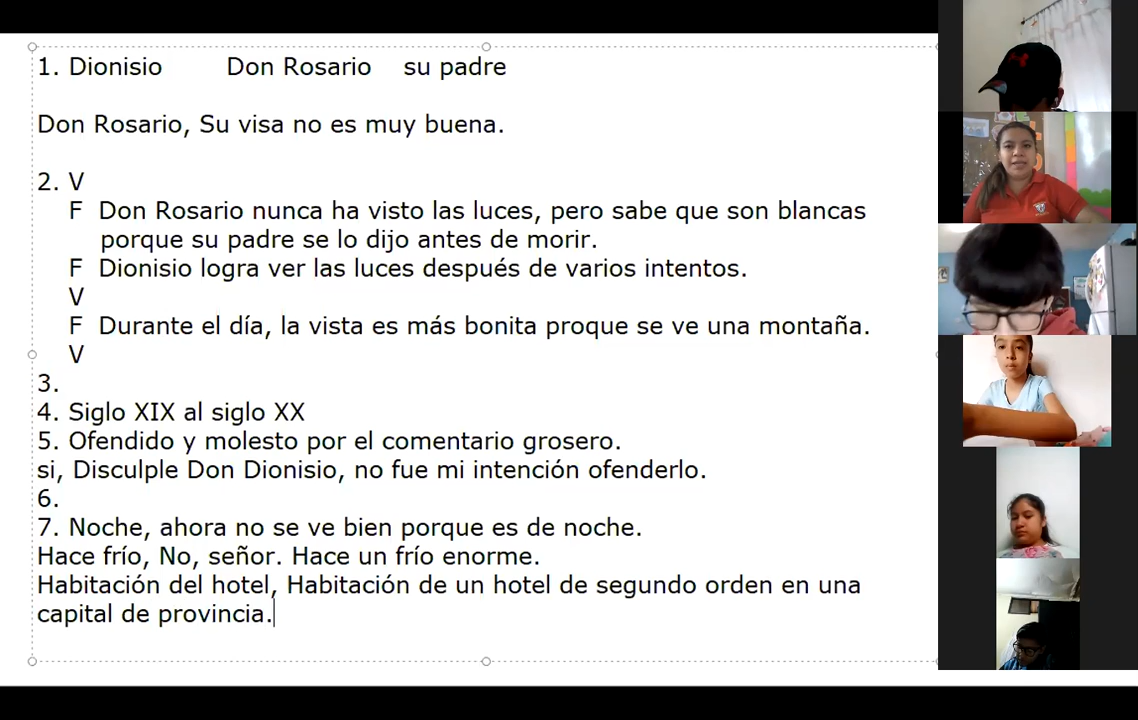 1. Dionisio Don Rosario su padre
Don Rosario, Su visa no es muy buena.
2. V
F Don Rosario nunca ha visto las luces, pero sabe que son blancas
porque su padre se lo dijo antes de morir.
F Dionisio logra ver las luces después de varios intentos.
V
F Durante el día, la vista es más bonita proque se ve una montaña.
V
3.
4. Siglo XIX al siglo XX
5. Ofendido y molesto por el comentario grosero.
si, Disculple Don Dionisio, no fue mi intención ofenderlo.
6.
7. Noche, ahora no se ve bien porque es de noche.
Hace frío, No, señor. Hace un frío enorme.
Habitación del hotel, Habitación de un hotel de segundo orden en una
capital de provincia.